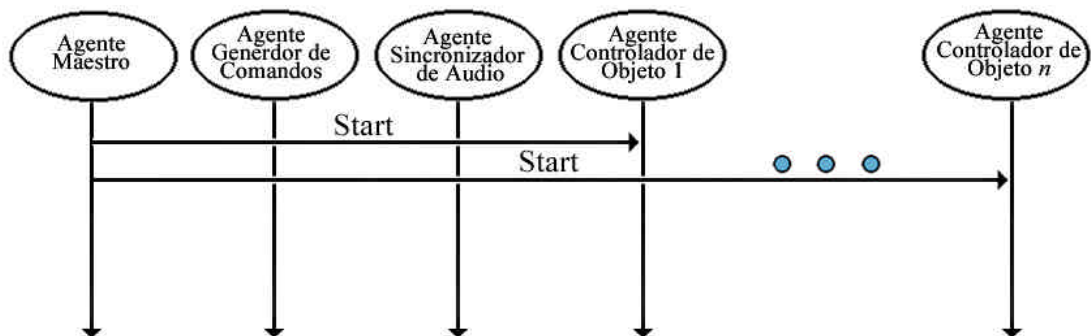 Agente
Maestro
Agente
Generdor de
Comandos
Agente
Sincronizador
de Audio
Agente
Controlador de
Objeto 1
Agente
Controlador de
Objeto n
Start
Start